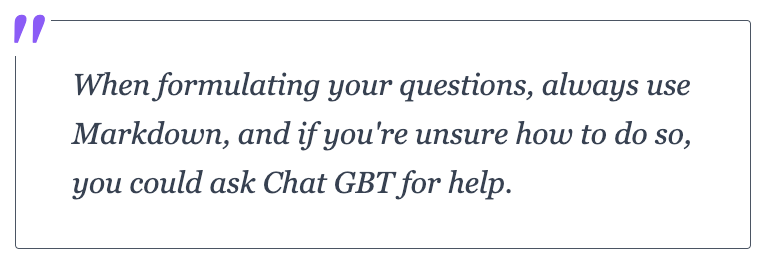 "
When formulating your questions, always use
Markdown, and if you're unsure how to do so,
you could ask Chat GBT for help.